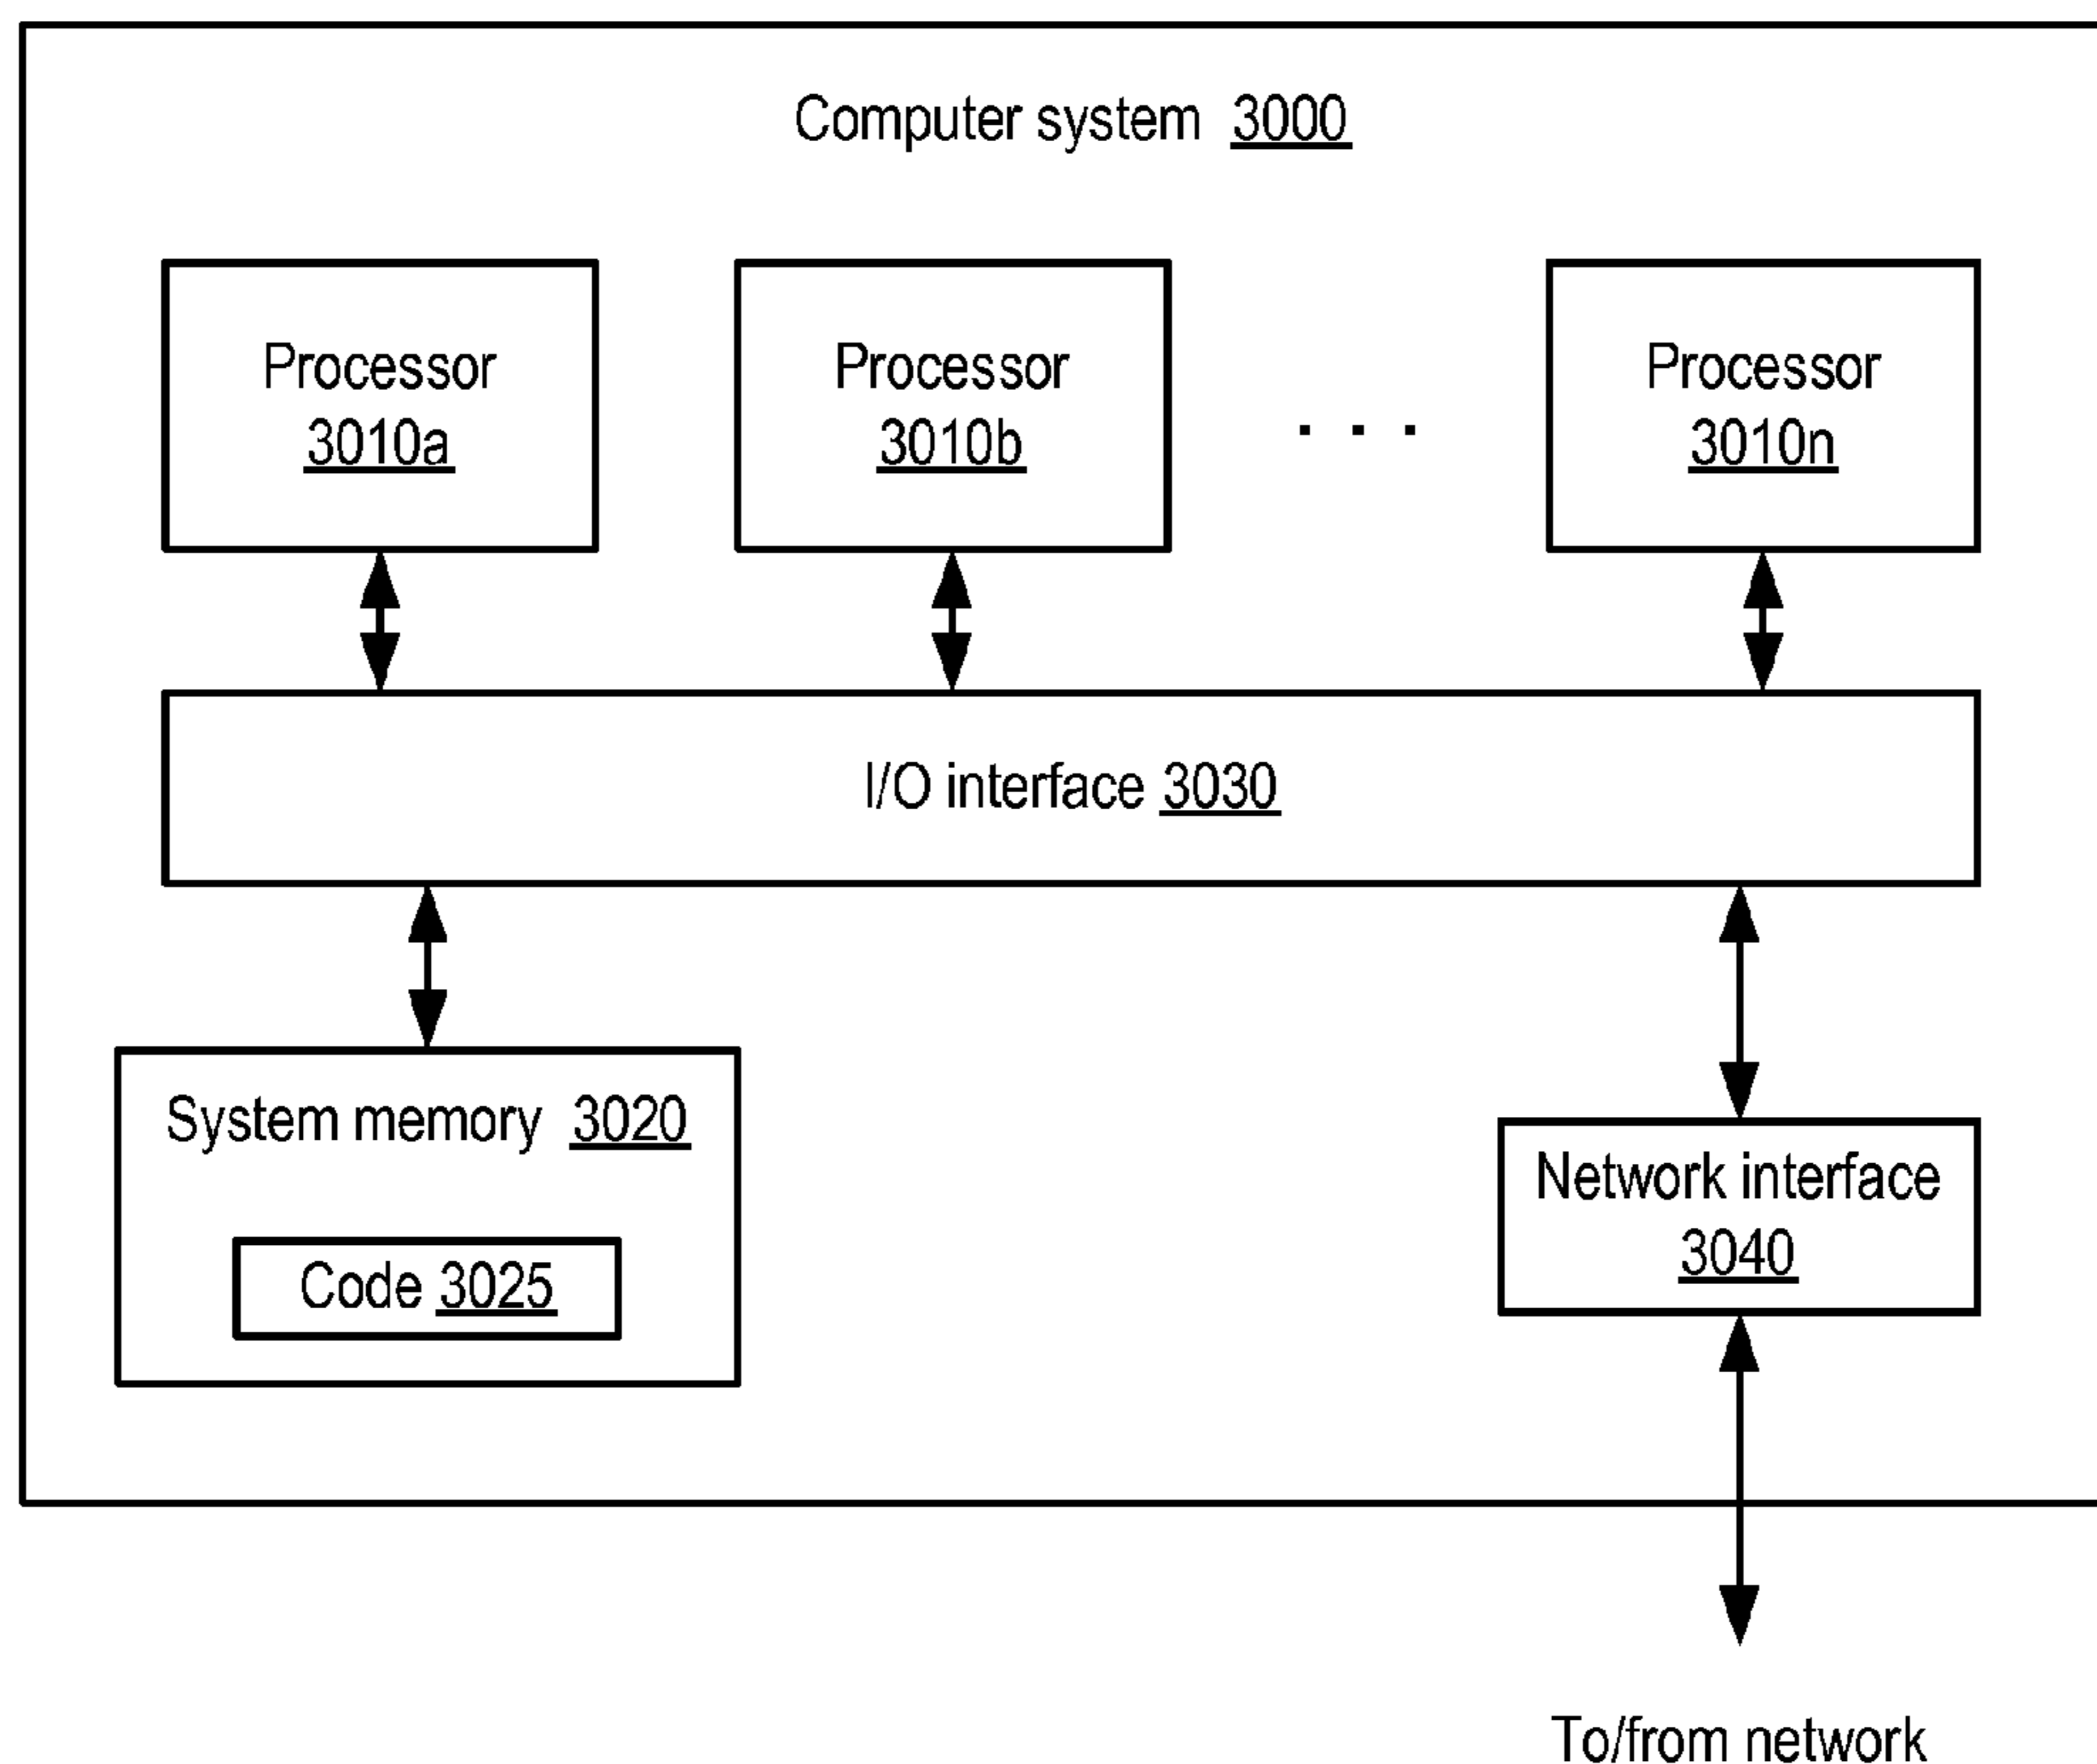 Computer system 3000
Processor
3010a
Processor
3010b
. . .
Processor
3010n
I/O interface 3030
System memory 3020
Code 3025
Network interface
3040
To/from network